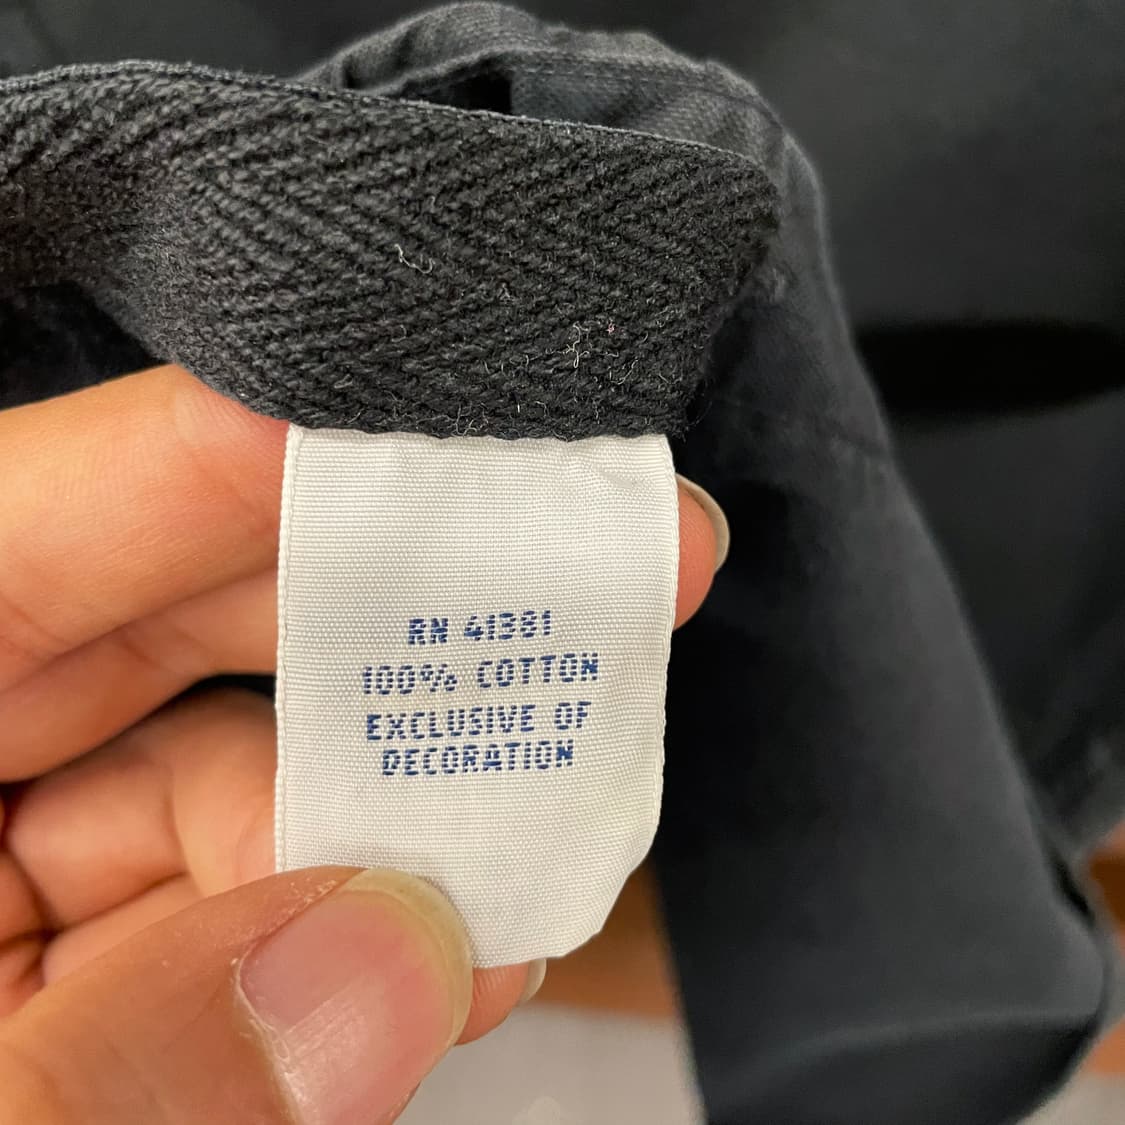 RN 41381
100% COTTON
EXCLUSIVE OF
DECORATION